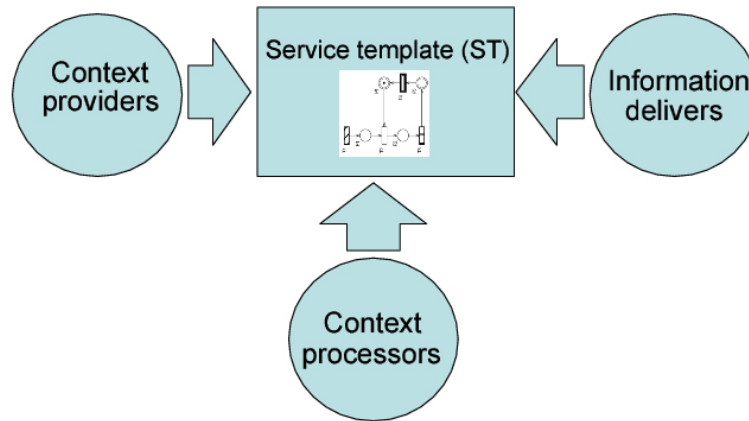 Service template (ST)
Context
providers
Information
delivers
Context
processors